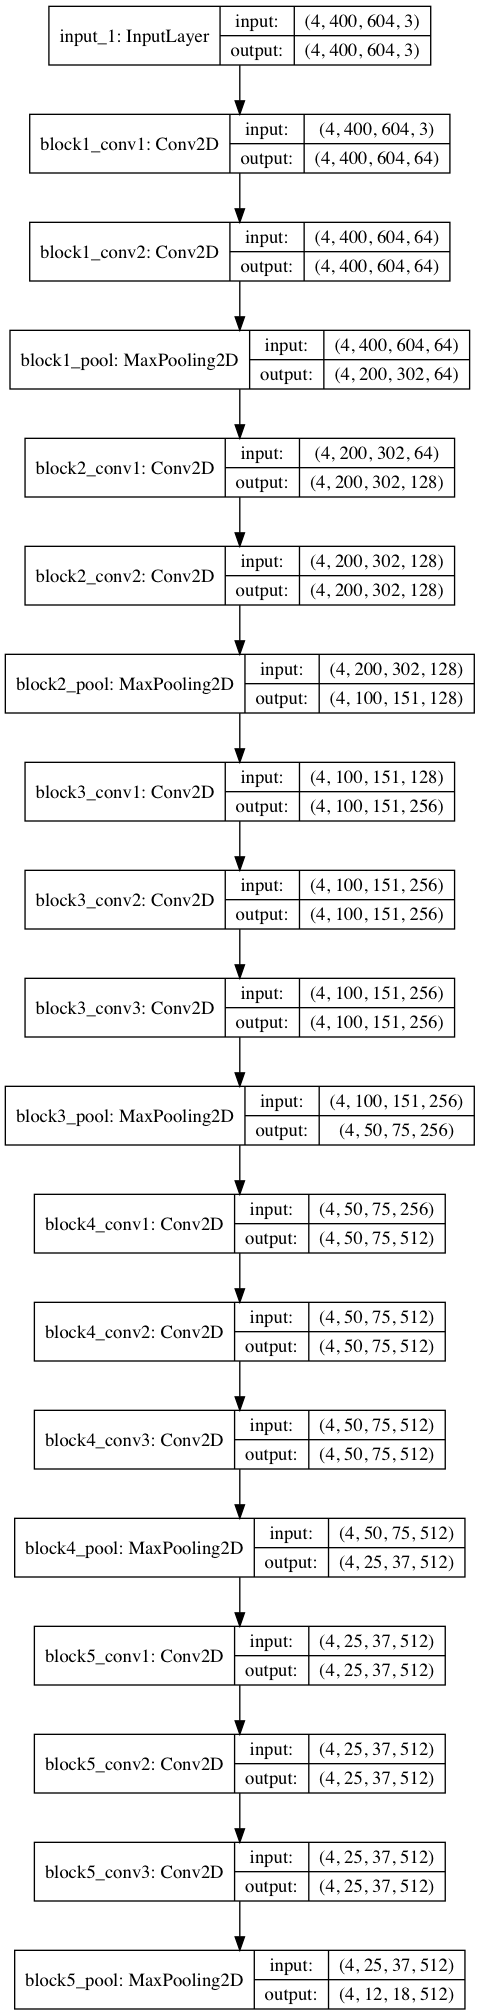 input_1: InputLayer
input: (4, 400, 604, 3)
output: (4, 400, 604, 3)
block1_conv1: Conv2D
input: (4, 400, 604, 3)
output: (4, 400, 604, 64)
block1_conv2: Conv2D
input: (4, 400, 604, 64)
output: (4, 400, 604, 64)
block1_pool: MaxPooling2D
input: (4, 400, 604, 64)
output: (4, 200, 302, 64)
block2_conv1: Conv2D
input: (4, 200, 302, 64)
output: (4, 200, 302, 128)
block2_conv2: Conv2D
input: (4, 200, 302, 128)
output: (4, 200, 302, 128)
block2_pool: MaxPooling2D
input: (4, 200, 302, 128)
output: (4, 100, 151, 128)
block3_conv1: Conv2D
input: (4, 100, 151, 128)
output: (4, 100, 151, 256)
block3_conv2: Conv2D
input: (4, 100, 151, 256)
output: (4, 100, 151, 256)
block3_conv3: Conv2D
input: (4, 100, 151, 256)
output: (4, 100, 151, 256)
block3_pool: MaxPooling2D
input: (4, 100, 151, 256)
output: (4, 50, 75, 256)
block4_conv1: Conv2D
input: (4, 50, 75, 256)
output: (4, 50, 75, 512)
block4_conv2: Conv2D
input: (4, 50, 75, 512)
output: (4, 50, 75, 512)
block4_conv3: Conv2D
input: (4, 50, 75, 512)
output: (4, 50, 75, 512)
block4_pool: MaxPooling2D
input: (4, 50, 75, 512)
output: (4, 25, 37, 512)
block5_conv1: Conv2D
input: (4, 25, 37, 512)
output: (4, 25, 37, 512)
block5_conv2: Conv2D
input: (4, 25, 37, 512)
output: (4, 25, 37, 512)
block5_conv3: Conv2D
input: (4, 25, 37, 512)
output: (4, 25, 37, 512)
block5_pool: MaxPooling2D
input: (4, 25, 37, 512)
output: (4, 12, 18, 512)